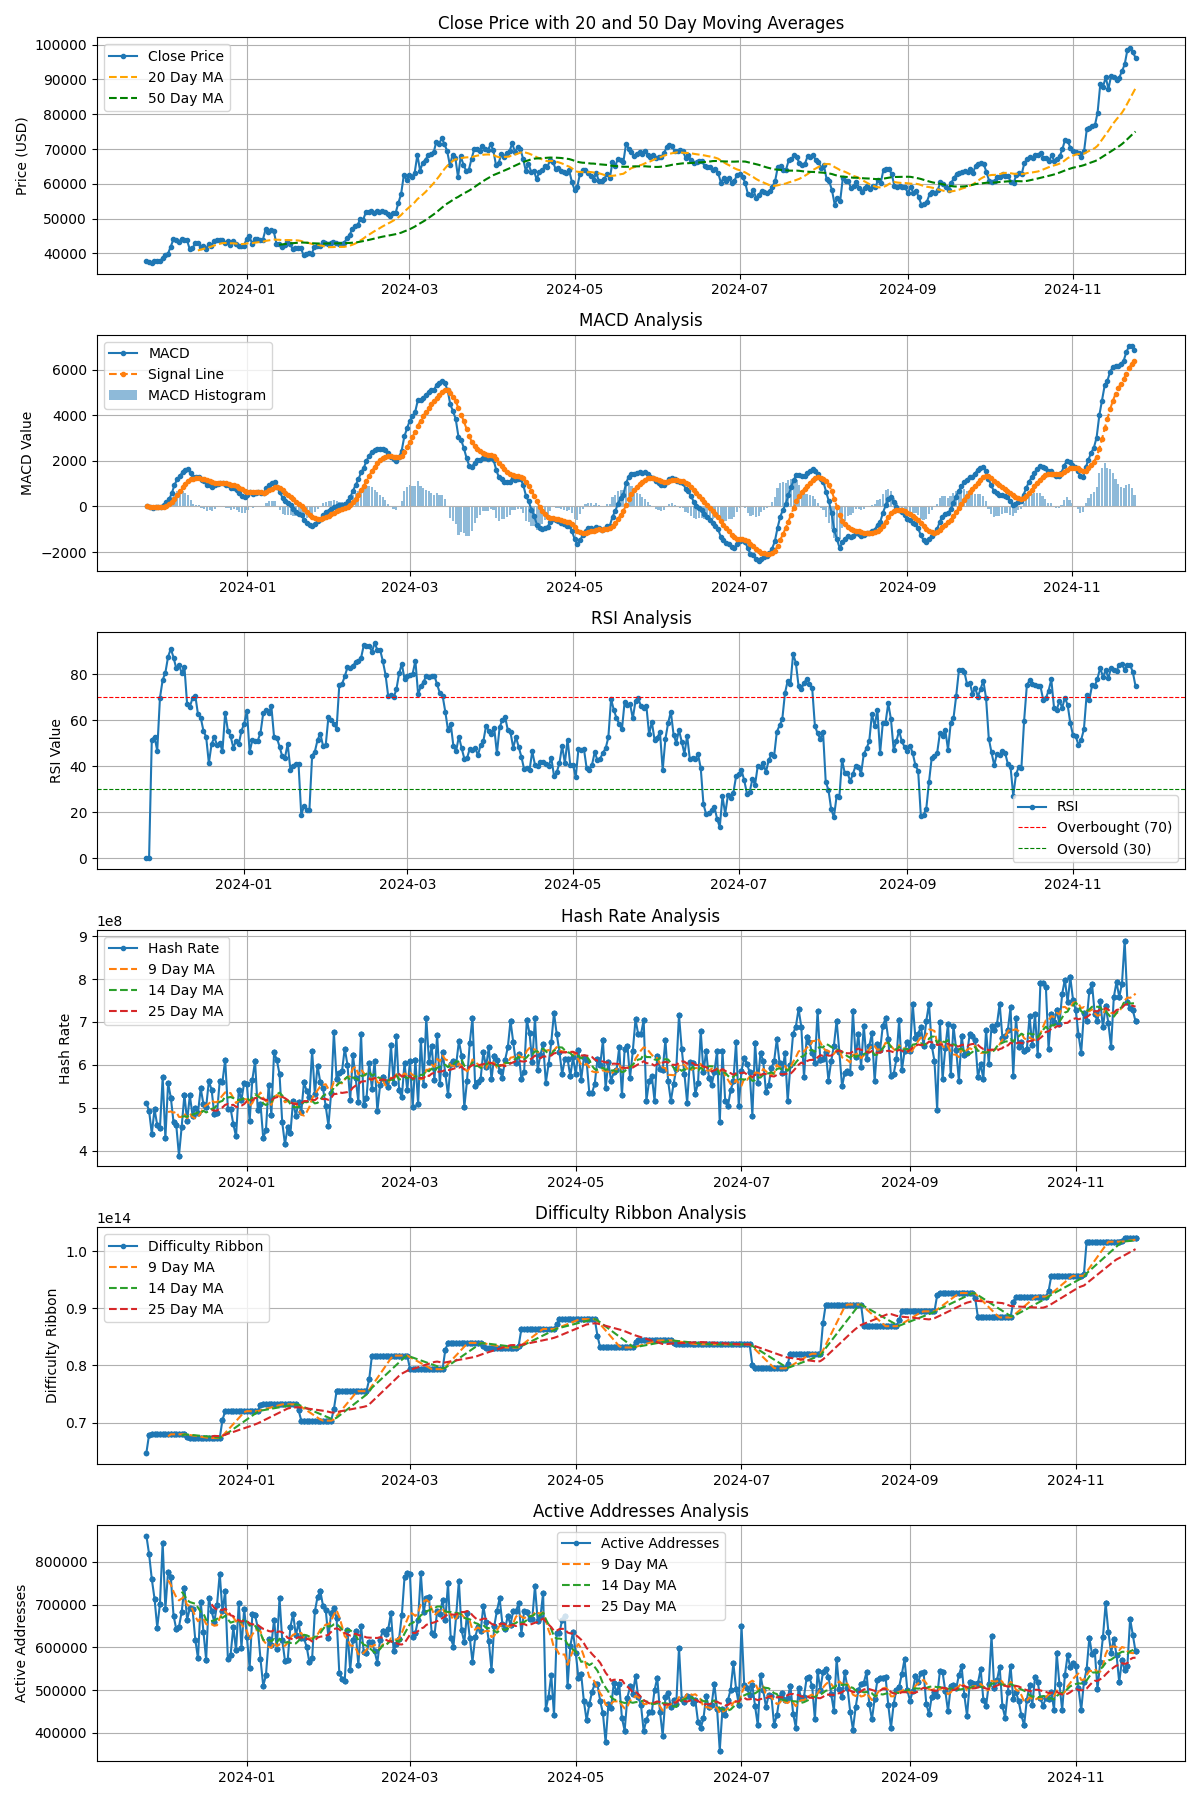 Close Price with 20 and 50 Day Moving Averages
Price (USD)
100000
90000
80000
70000
60000
50000
40000
Close Price
20 Day MA
50 Day MA
2024-01 2024-03 2024-05 2024-07 2024-09 2024-11
MACD Analysis
MACD Value
6000
4000
2000
0
−2000
MACD
Signal Line
MACD Histogram
2024-01 2024-03 2024-05 2024-07 2024-09 2024-11
RSI Analysis
RSI Value
80
60
40
20
0
RSI
Overbought (70)
Oversold (30)
2024-01 2024-03 2024-05 2024-07 2024-09 2024-11
Hash Rate Analysis
1e8
Hash Rate
9
8
7
6
5
4
Hash Rate
9 Day MA
14 Day MA
25 Day MA
2024-01 2024-03 2024-05 2024-07 2024-09 2024-11
Difficulty Ribbon Analysis
1e14
Difficulty Ribbon
1.0
0.9
0.8
0.7
Difficulty Ribbon
9 Day MA
14 Day MA
25 Day MA
2024-01 2024-03 2024-05 2024-07 2024-09 2024-11
Active Addresses Analysis
Active Addresses
800000
700000
600000
500000
400000
Active Addresses
9 Day MA
14 Day MA
25 Day MA
2024-01 2024-03 2024-05 2024-07 2024-09 2024-11